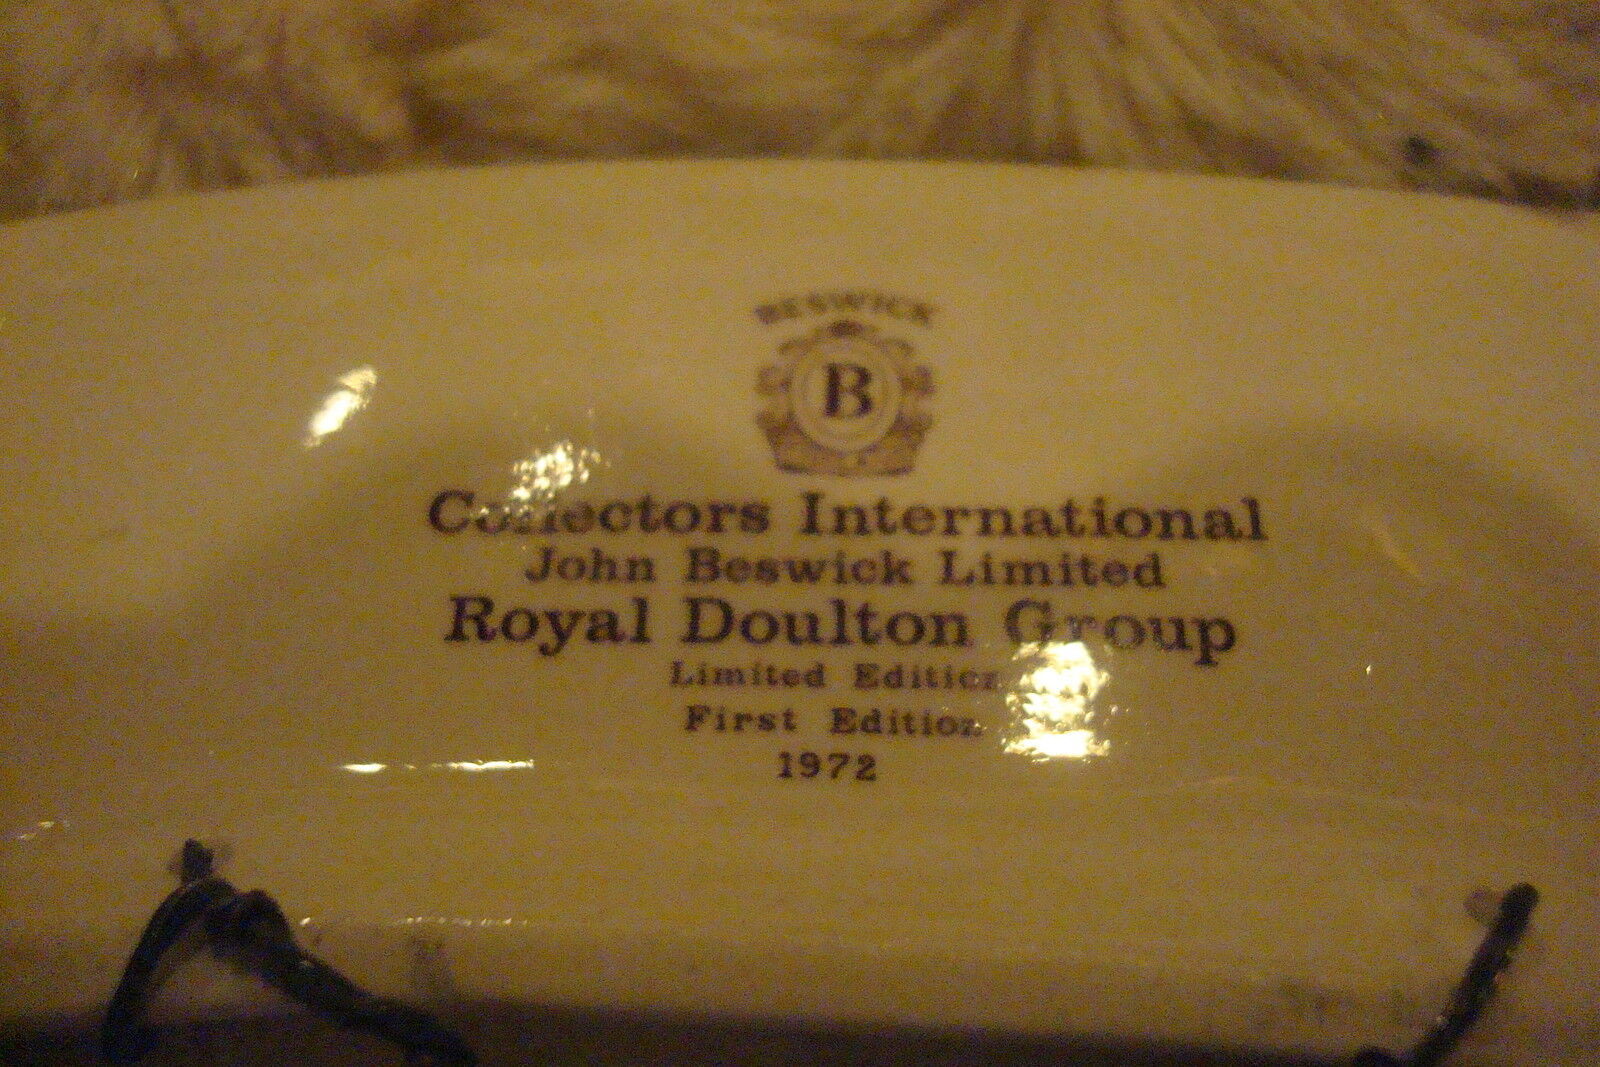 BESWICK
B
Collectors International
John Beswick Limited
Royal Doulton Group
Limited Edition
First Edition
1972